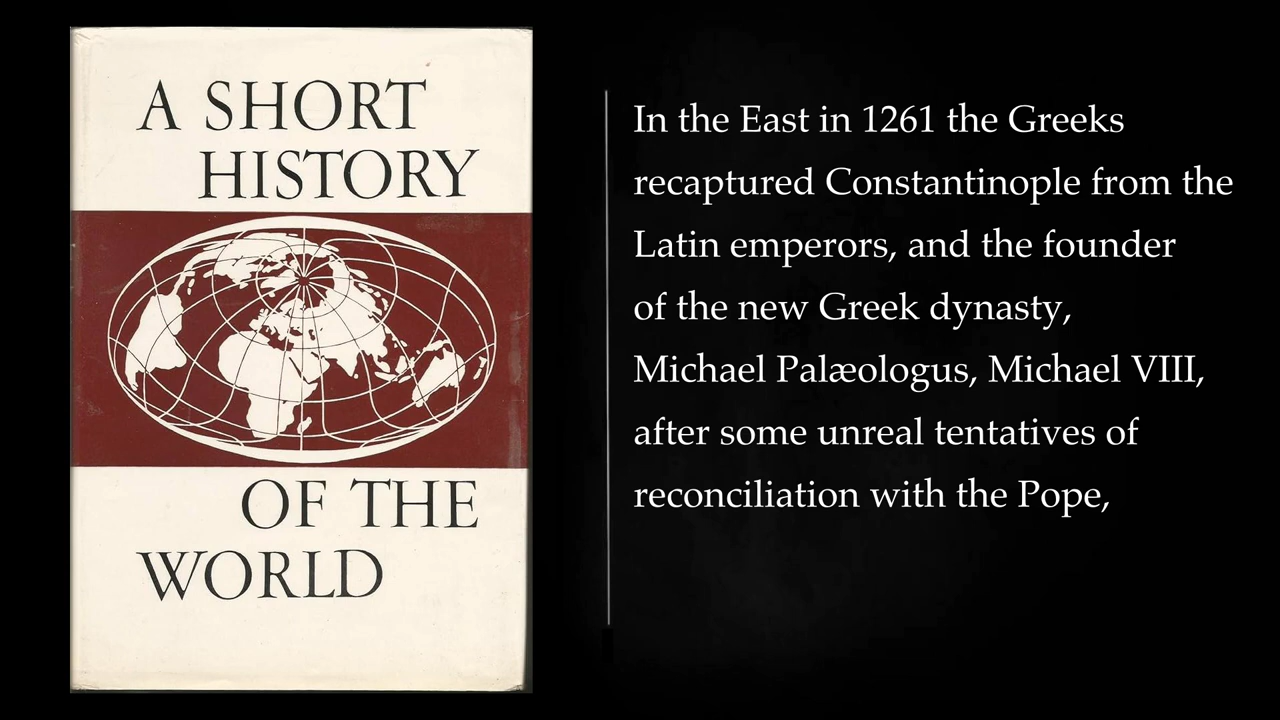 A SHORT
HISTORY
OF THE
WORLD
In the East in 1261 the Greeks
recaptured Constantinople from the
Latin emperors, and the founder
of the new Greek dynasty,
Michael Palæologus, Michael VIII,
after some unreal tentatives of
reconciliation with the Pope,